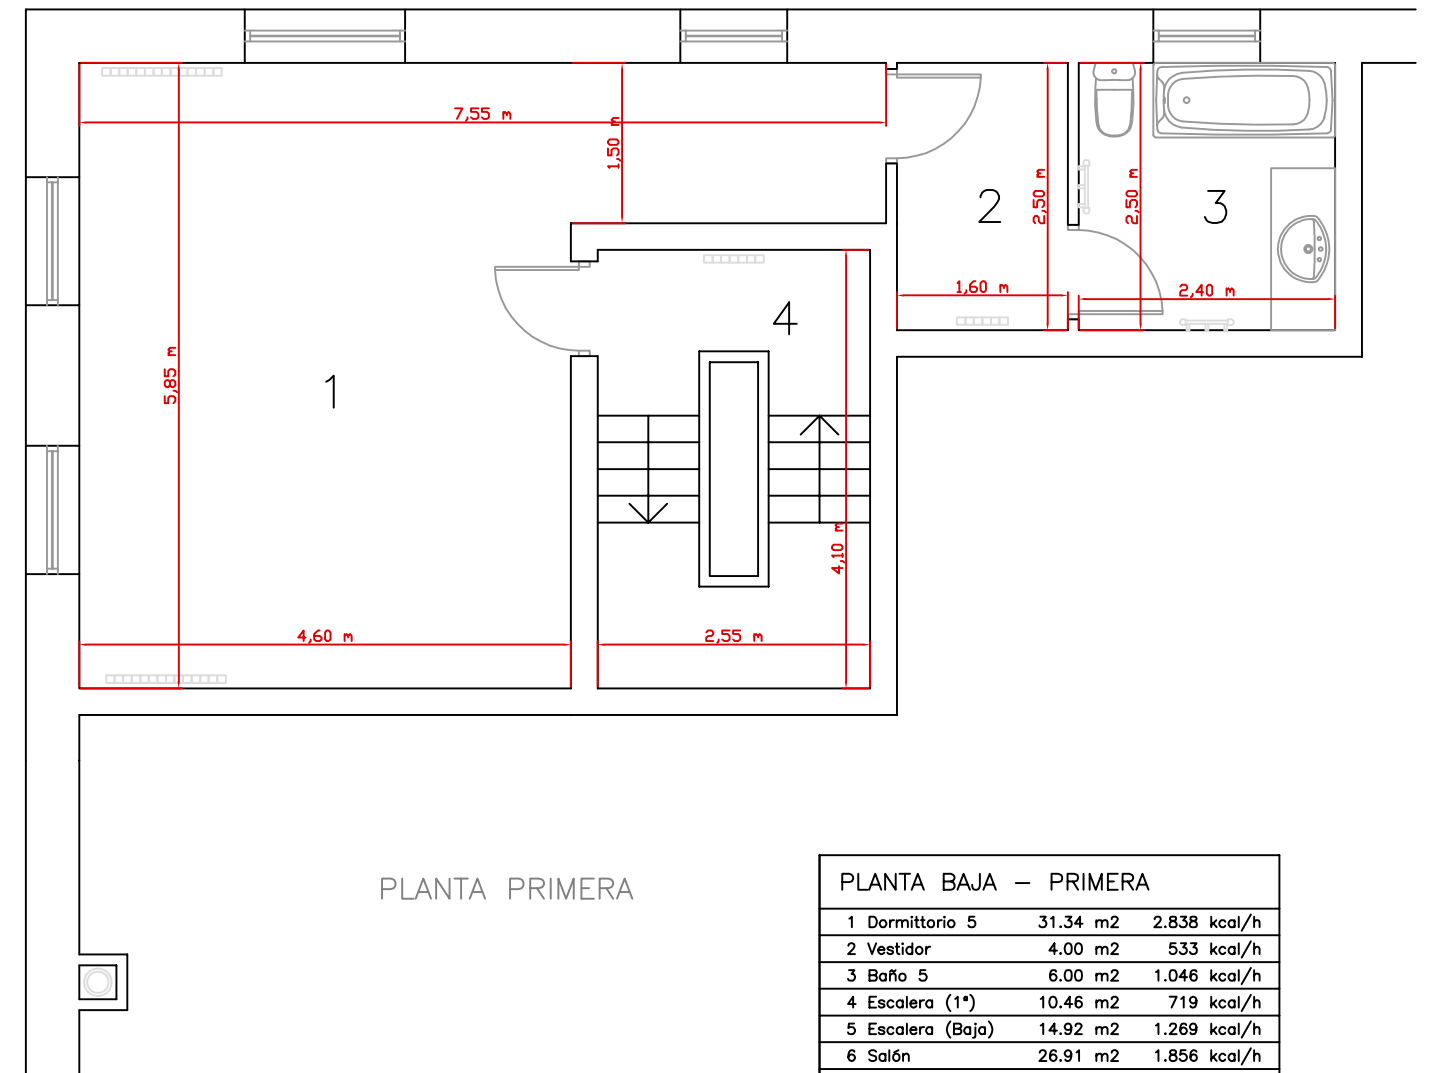 7,55 m
1,50 m
2,50 m
2,50 m
2
3
1,60 m
2,40 m
4
5,85 m
1
4,10 m
4,60 m
2,55 m
PLANTA PRIMERA
PLANTA BAJA - PRIMERA
1 Dormittorio 5 31.34 m2 2.838 kcal/h
2 Vestidor 4.00 m2 533 kcal/h
3 Baño 5 6.00 m2 1.046 kcal/h
4 Escalera (1ª) 10.46 m2 719 kcal/h
5 Escalera (Baja) 14.92 m2 1.269 kcal/h
6 Salón 26.91 m2 1.856 kcal/h